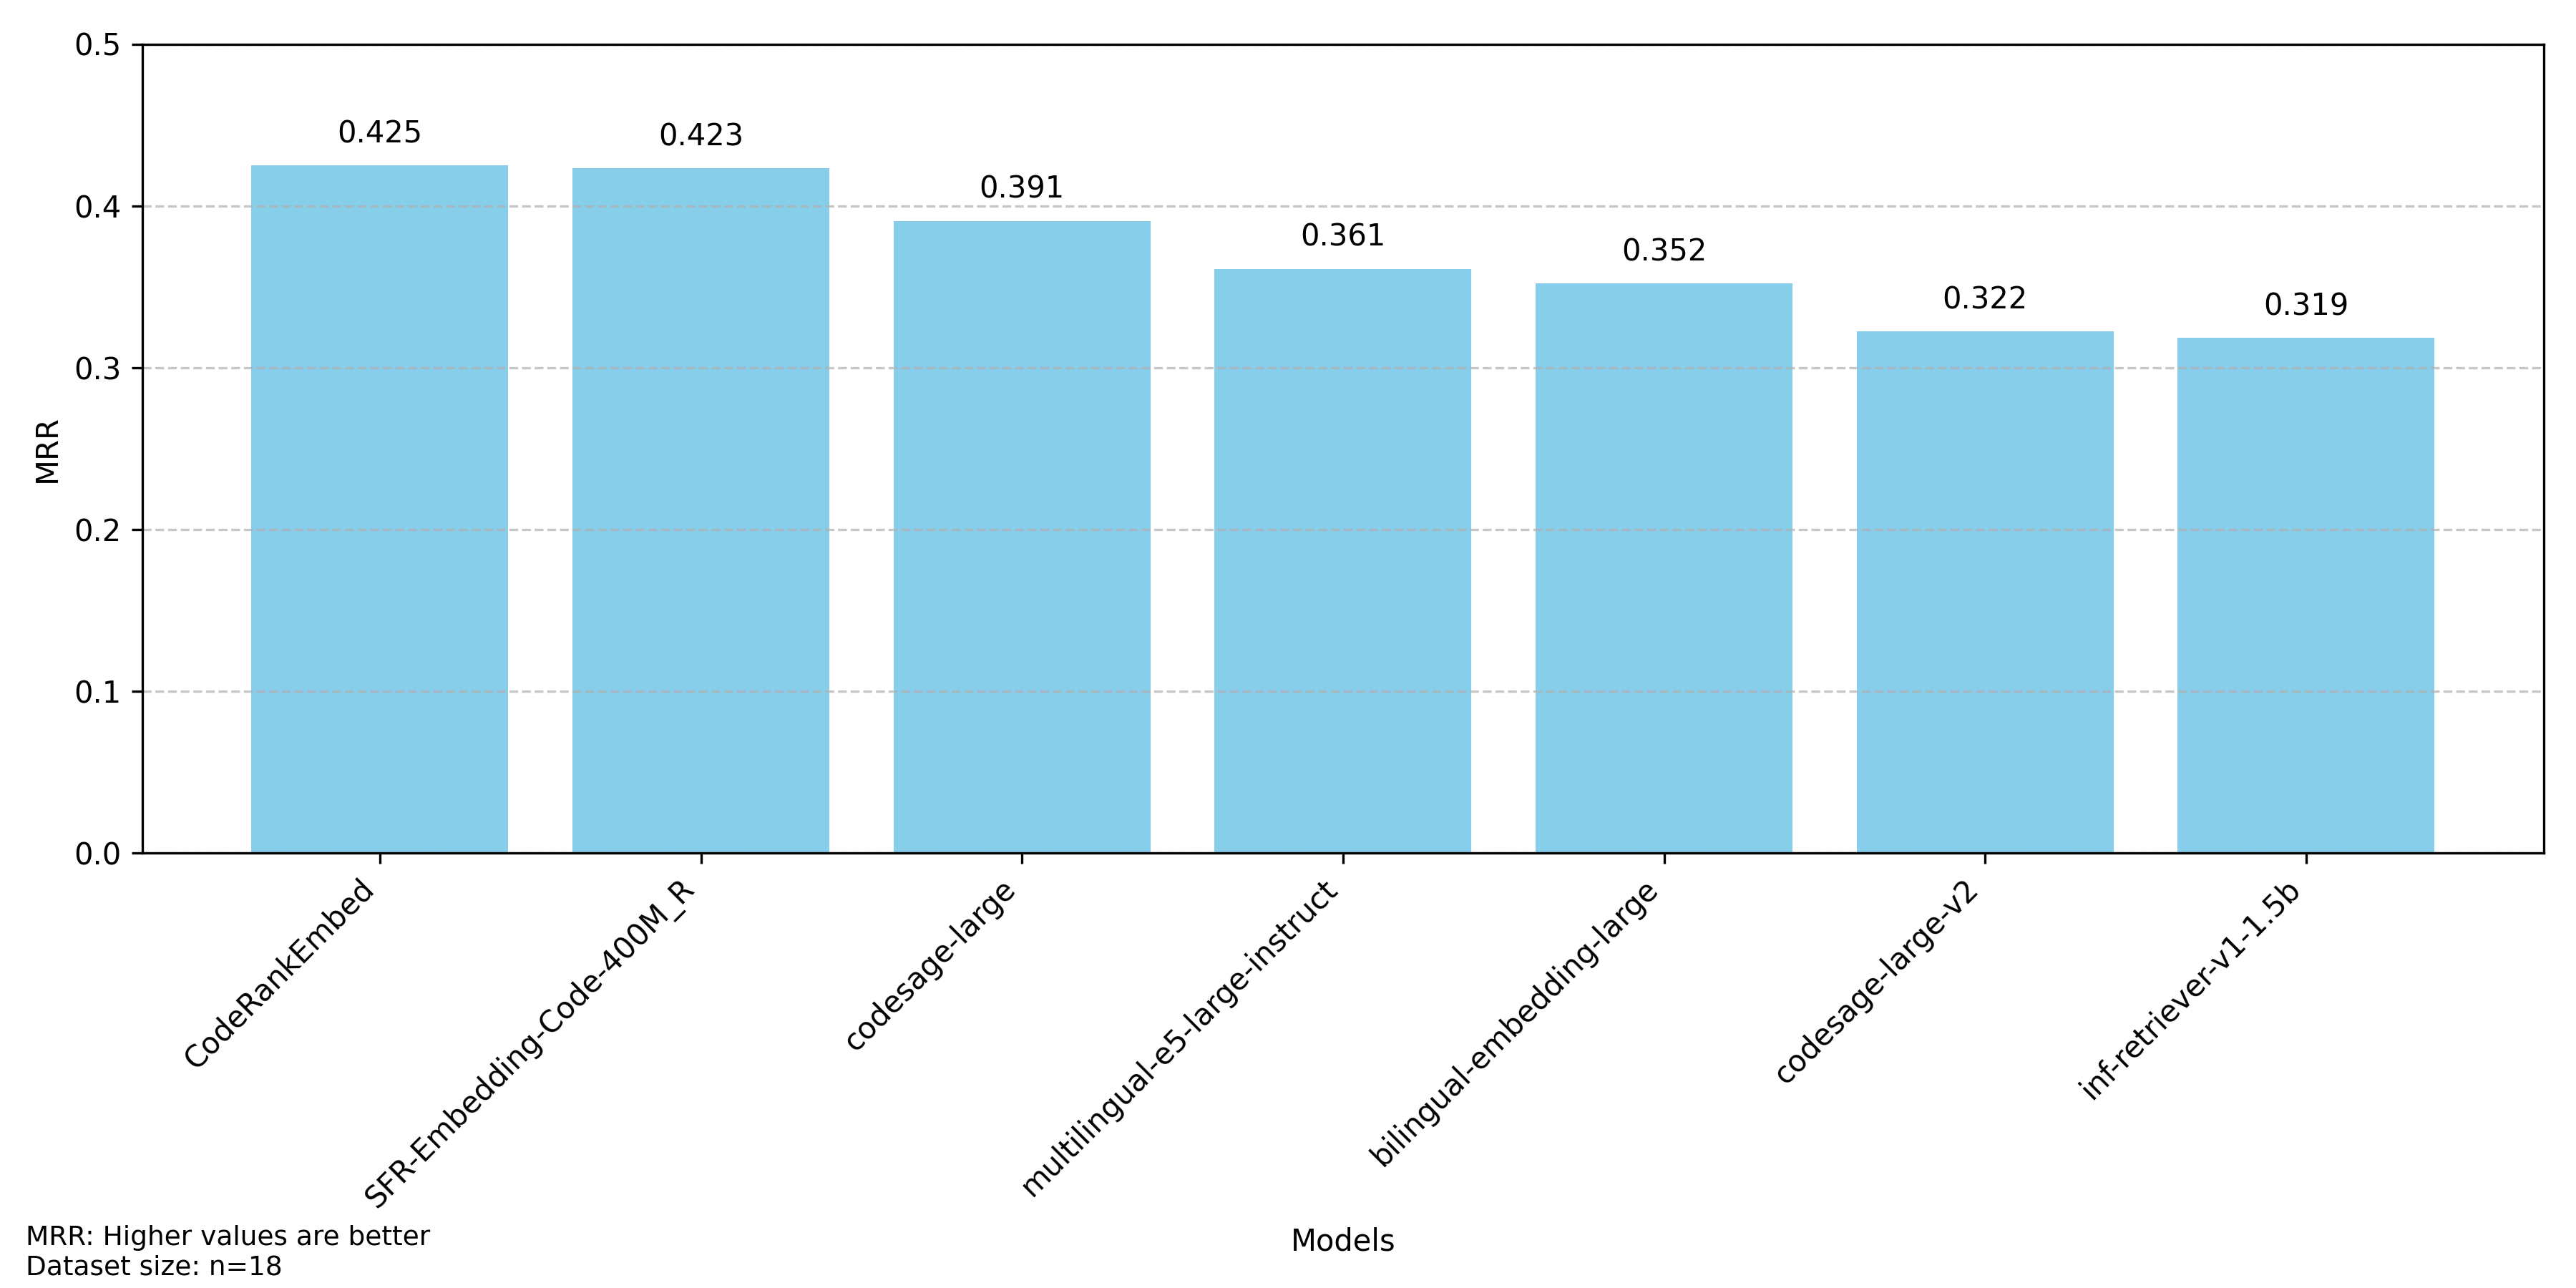 0.5
0.4
0.3
0.2
0.1
0.0
MRR
0.425
0.423
0.391
0.361
0.352
0.322
0.319
CodeRankEmbed
SFR-Embedding-Code-400M_R
codesage-large
multilingual-e5-large-instruct
bilingual-embedding-large
codesage-large-v2
inf-retriever-v1-1.5b
Models
MRR: Higher values are better
Dataset size: n=18